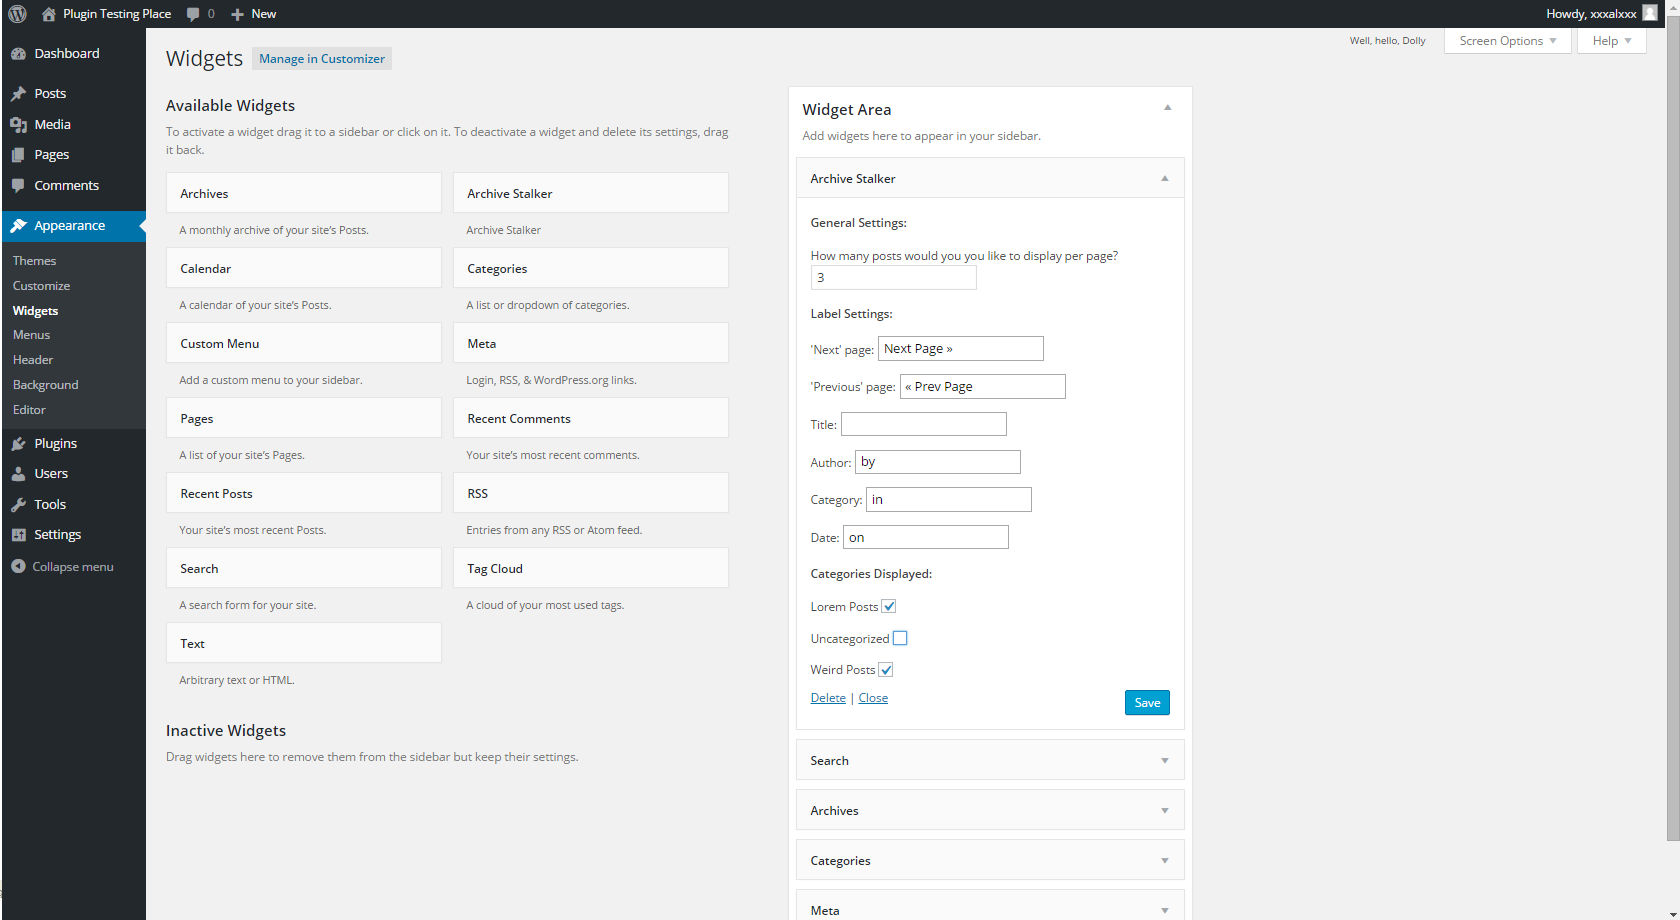 Plugin Testing Place 0 New
Howdy, xxxalxxx
Dashboard
Posts
Media
Pages
Comments
Appearance
Themes
Customize
Widgets
Menus
Header
Background
Editor
Plugins
Users
Tools
Settings
Collapse menu
Well, hello, Dolly
Screen Options
Help
Widgets
Manage in Customizer
Available Widgets
To activate a widget drag it to a sidebar or click on it. To deactivate a widget and delete its settings, drag
it back.
Archives
A monthly archive of your site's Posts.
Archive Stalker
Archive Stalker
Calendar
A calendar of your site's Posts.
Categories
A list or dropdown of categories.
Custom Menu
Add a custom menu to your sidebar.
Meta
Login, RSS, & WordPress.org links.
Pages
A list of your site's Pages.
Recent Comments
Your site's most recent comments.
Recent Posts
Your site's most recent Posts.
RSS
Entries from any RSS or Atom feed.
Search
A search form for your site.
Tag Cloud
A cloud of your most used tags.
Text
Arbitrary text or HTML.
Inactive Widgets
Drag widgets here to remove them from the sidebar but keep their settings.
Widget Area
Add widgets here to appear in your sidebar.
Archive Stalker
General Settings:
How many posts would you you like to display per page?
3
Label Settings:
'Next' page: Next Page »
'Previous' page: « Prev Page
Title:
Author: by
Category: in
Date: on
Categories Displayed:
Lorem Posts
Uncategorized
Weird Posts
Delete | Close
Save
Search
Archives
Categories
Meta